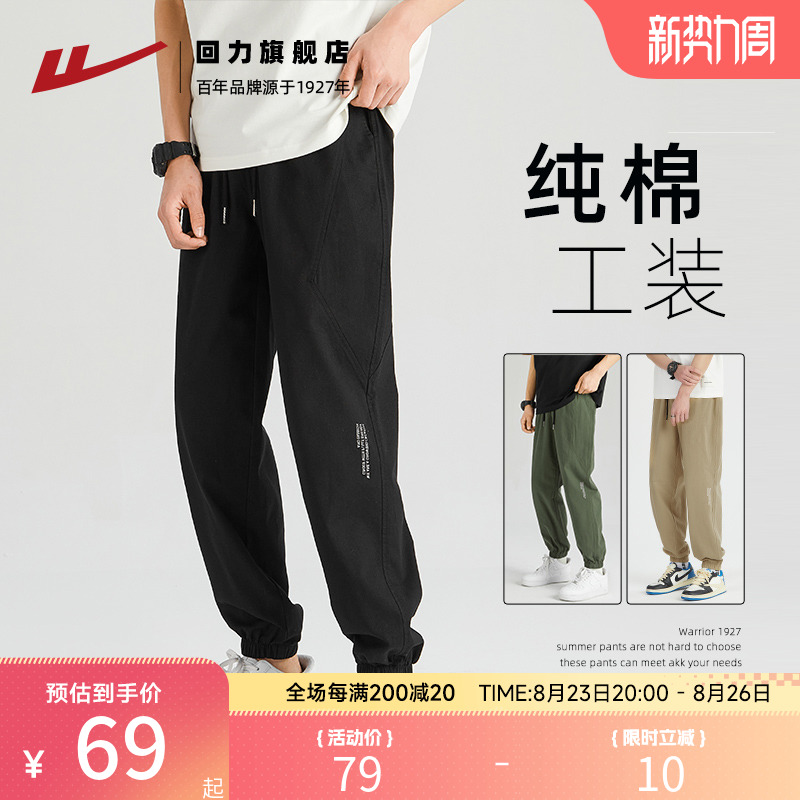 回力旗舰店
百年品牌源于1927年
新势力周
纯棉
工装
Warrior 1927
summer pants are not hard to choose
these pants can meet akk your needs
预估到手价
¥ 69 起
全场每满200减20 TIME:8月23日20:00 - 8月26日
{ 活动价 }
79
-
{ 限时立减 }
10